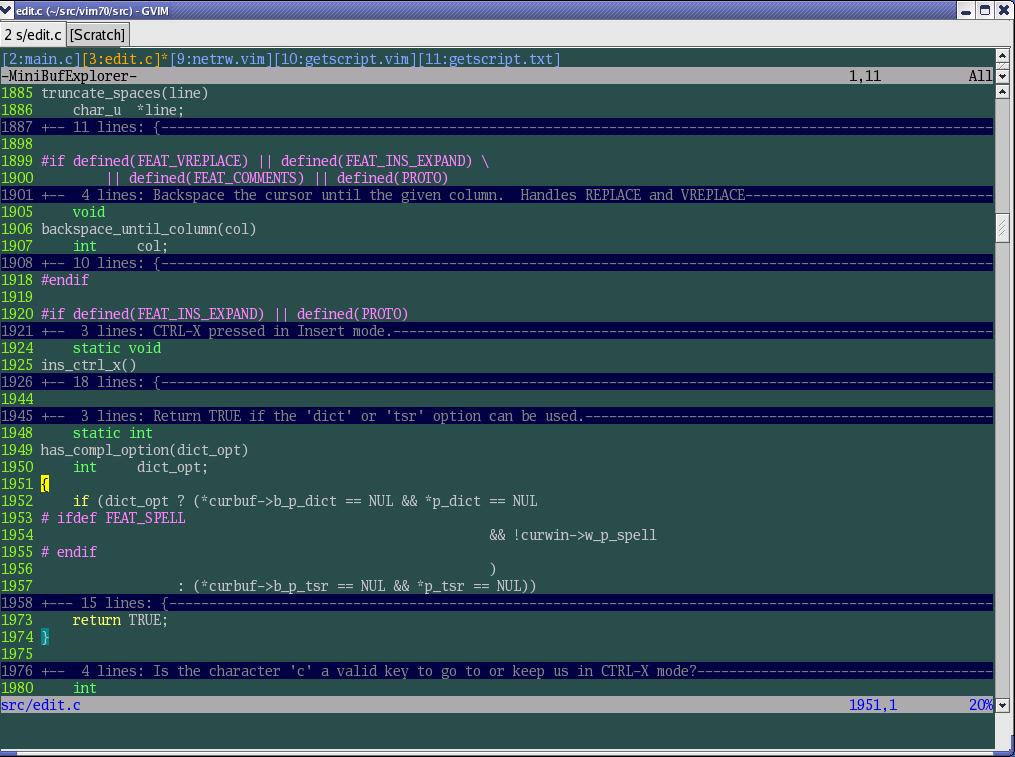 edit.c (~/src/vim70/src) - GVIM
2 s/edit.c [Scratch]
[2:main.c][3:edit.c]*[9:netrw.vim][10:getscript.vim][11:getscript.txt]
-MiniBufExplorer- 1,11 All
1885 truncate_spaces(line)
1886     char_u  *line;
1887 +-- 11 lines: {--------------------------------------------------------------------------------------------------------
1898
1899 #if defined(FEAT_VREPLACE) || defined(FEAT_INS_EXPAND) \
1900         || defined(FEAT_COMMENTS) || defined(PROTO)
1901 +--  4 lines: Backspace the cursor until the given column.  Handles REPLACE and VREPLACE-------------------------------
1905     void
1906 backspace_until_column(col)
1907     int     col;
1908 +-- 10 lines: {--------------------------------------------------------------------------------------------------------
1918 #endif
1919
1920 #if defined(FEAT_INS_EXPAND) || defined(PROTO)
1921 +--  3 lines: CTRL-X pressed in Insert mode.---------------------------------------------------------------------------
1924     static void
1925 ins_ctrl_x()
1926 +-- 18 lines: {--------------------------------------------------------------------------------------------------------
1944
1945 +--  3 lines: Return TRUE if the 'dict' or 'tsr' option can be used.---------------------------------------------------
1948     static int
1949 has_compl_option(dict_opt)
1950     int     dict_opt;
1951 {
1952     if (dict_opt ? (*curbuf->b_p_dict == NUL && *p_dict == NUL
1953 # ifdef FEAT_SPELL
1954                                                         && !curwin->w_p_spell
1955 # endif
1956                                                         )
1957                  : (*curbuf->b_p_tsr == NUL && *p_tsr == NUL))
1958 +--- 15 lines: {-------------------------------------------------------------------------------------------------------
1973     return TRUE;
1974 }
1975
1976 +--  4 lines: Is the character 'c' a valid key to go to or keep us in CTRL-X mode?-------------------------------------
1980     int
src/edit.c 1951,1 20%